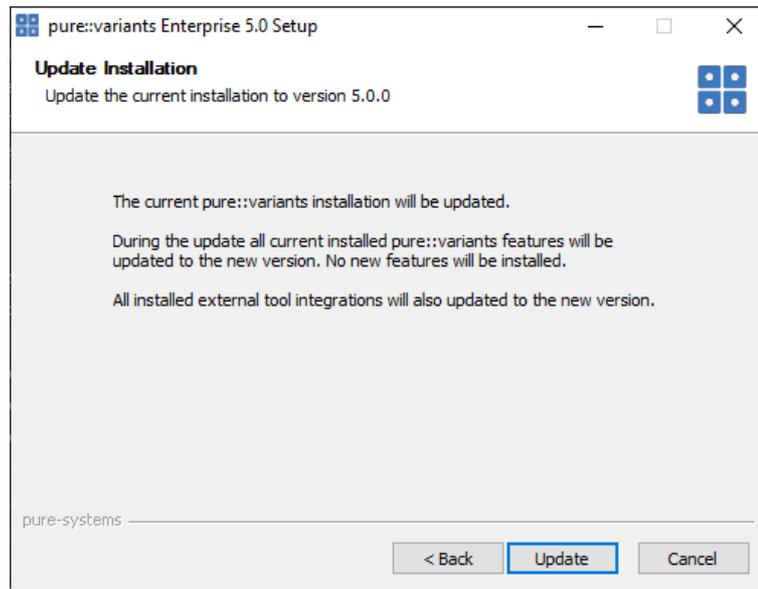 pure::variants Enterprise 5.0 Setup
Update Installation
Update the current installation to version 5.0.0
The current pure::variants installation will be updated.
During the update all current installed pure::variants features will be
updated to the new version. No new features will be installed.
All installed external tool integrations will also updated to the new version.
pure-systems
< Back Update Cancel